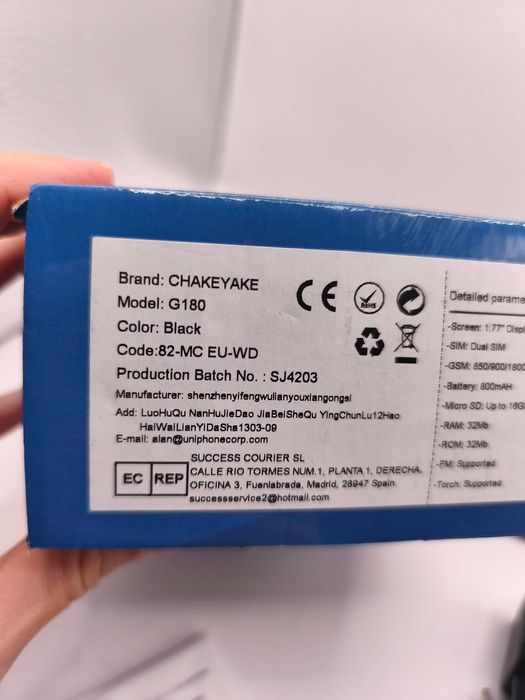 Brand: CHAKEYAKE
Model: G180
Color: Black
Code:82-MC EU-WD
Production Batch No. : SJ4203
Manufacturer: shenzhenyifengwulianyouxiangongsi
Add: LuoHuQu NanHuJieDao JiaBeiSheQu YingChunLu12Hao
HaiWaiLianYiDaSha1303-09
E-mail: alan@uniphonecorp.com
EC REP
SUCCESS COURIER SL
CALLE RIO TORMES NUM.1, PLANTA 1, DERECHA,
OFICINA 3, Fuenlabrada, Madrid, 28947 Spain
successservice2@hotmail.com
CE
RoHS
Detailed parame
-Screen: 1.77" Displ
-SIM: Dual SIM
-GSM: 850/900/1800
-Battery: 800mAH
-Micro SD: Up to 16G
-RAM: 32Mb
-ROM: 32Mb
-FM: Supported
-Torch: Supported